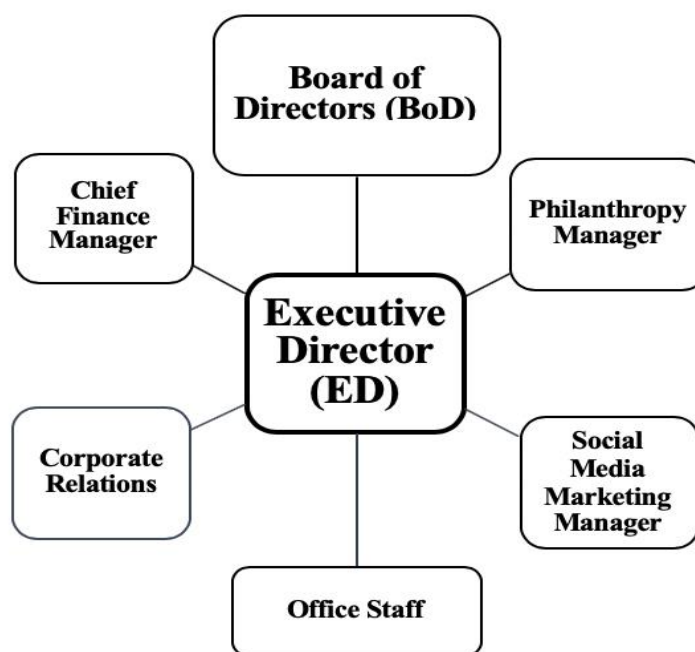 Board of
Directors (BoD)
Chief
Finance
Manager
Philanthropy
Manager
Executive
Director
(ED)
Corporate
Relations
Social
Media
Marketing
Manager
Office Staff